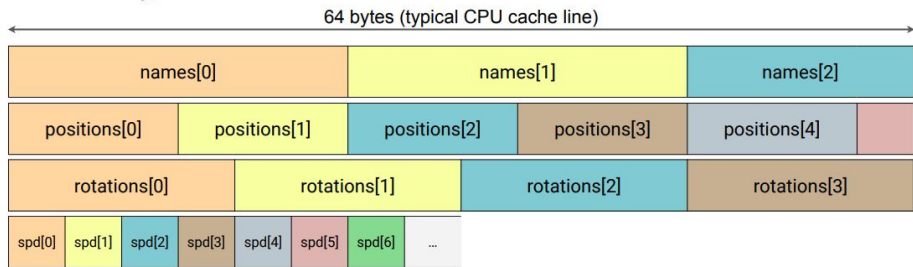 64 bytes (typical CPU cache line)
names[0] names[1] names[2]
positions[0] positions[1] positions[2] positions[3] positions[4]
rotations[0] rotations[1] rotations[2] rotations[3]
spd[0] spd[1] spd[2] spd[3] spd[4] spd[5] spd[6] ...